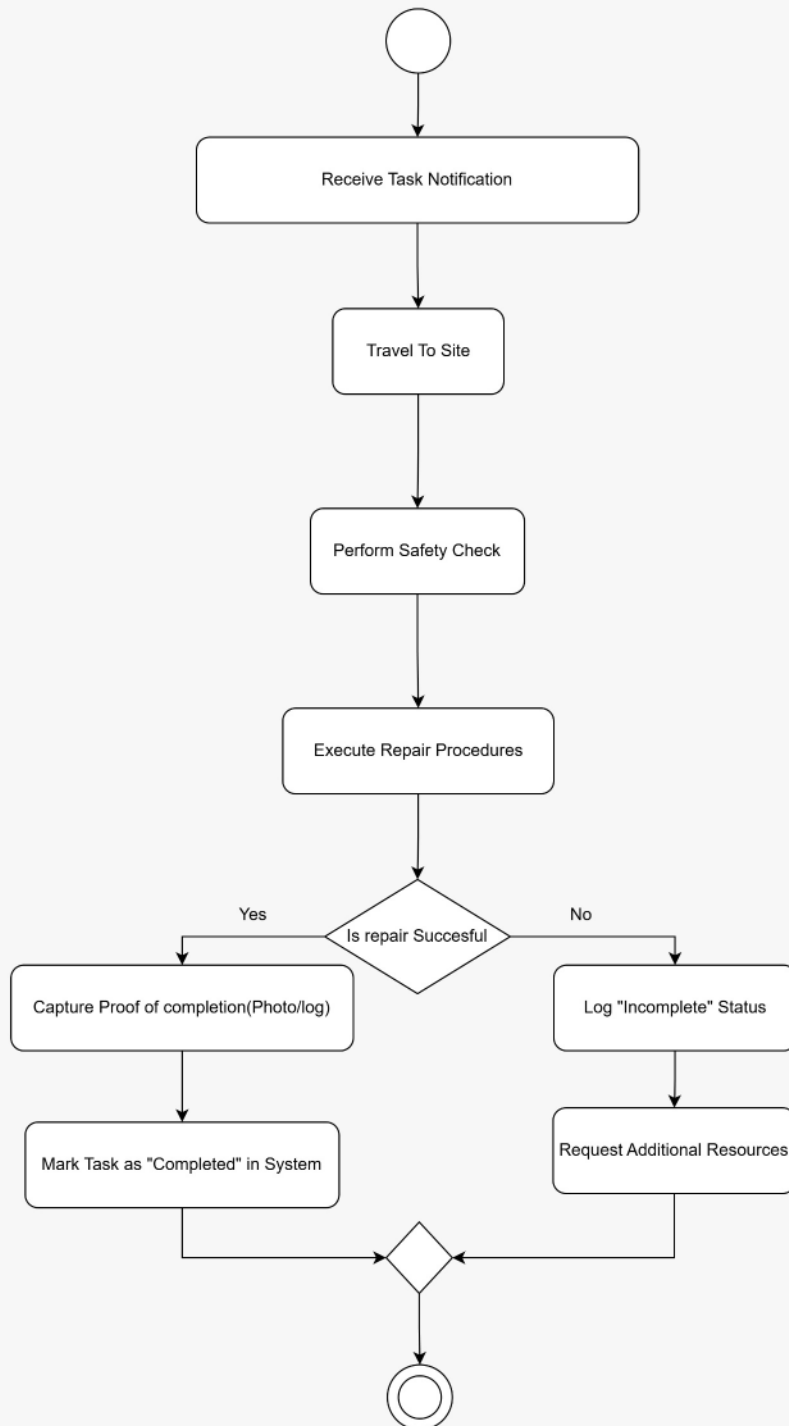 Receive Task Notification
Travel To Site
Perform Safety Check
Execute Repair Procedures
Is repair Succesful
Yes
No
Capture Proof of completion(Photo/log)
Log "Incomplete" Status
Mark Task as "Completed" in System
Request Additional Resources